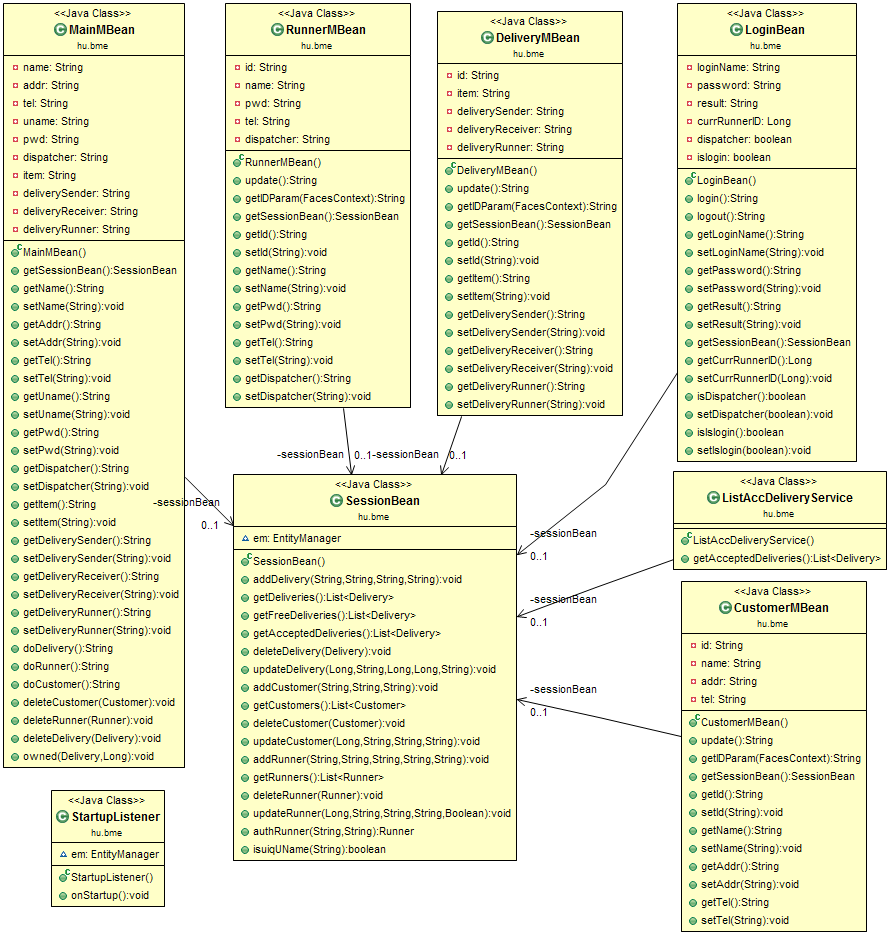 <<Java Class>>
MainMBean
hu.bme
name: String
addr: String
tel: String
uname: String
pwd: String
dispatcher: String
item: String
deliverySender: String
deliveryReceiver: String
deliveryRunner: String
MainMBean()
getSessionBean():SessionBean
getName():String
setName(String):void
getAddr():String
setAddr(String):void
getTel():String
setTel(String):void
getUname():String
setUname(String):void
getPwd():String
setPwd(String):void
getDispatcher():String
setDispatcher(String):void
getItem():String
setItem(String):void
getDeliverySender():String
setDeliverySender(String):void
getDeliveryReceiver():String
setDeliveryReceiver(String):void
getDeliveryRunner():String
setDeliveryRunner(String):void
doDelivery():String
doRunner():String
doCustomer():String
deleteCustomer(Customer):void
deleteRunner(Runner):void
deleteDelivery(Delivery):void
owned(Delivery,Long):void
<<Java Class>>
RunnerMBean
hu.bme
id: String
name: String
pwd: String
tel: String
dispatcher: String
RunnerMBean()
update():String
getIDParam(FacesContext):String
getSessionBean():SessionBean
getId():String
setId(String):void
getName():String
setName(String):void
getPwd():String
setPwd(String):void
getTel():String
setTel(String):void
getDispatcher():String
setDispatcher(String):void
<<Java Class>>
DeliveryMBean
hu.bme
id: String
item: String
deliverySender: String
deliveryReceiver: String
deliveryRunner: String
DeliveryMBean()
update():String
getIDParam(FacesContext):String
getSessionBean():SessionBean
getId():String
setId(String):void
getItem():String
setItem(String):void
getDeliverySender():String
setDeliverySender(String):void
getDeliveryReceiver():String
setDeliveryReceiver(String):void
getDeliveryRunner():String
setDeliveryRunner(String):void
<<Java Class>>
LoginBean
hu.bme
loginName: String
password: String
result: String
currRunnerID: Long
dispatcher: boolean
islogin: boolean
LoginBean()
login():String
logout():String
getLoginName():String
setLoginName(String):void
getPassword():String
setPassword(String):void
getResult():String
setResult(String):void
getSessionBean():SessionBean
getCurrRunnerID():Long
setCurrRunnerID(Long):void
isDispatcher():boolean
setDispatcher(boolean):void
isIslogin():boolean
setIslogin(boolean):void
-sessionBean
0..1
-sessionBean
0..1
-sessionBean
0..1
-sessionBean
0..1
-sessionBean
0..1
-sessionBean
0..1
<<Java Class>>
SessionBean
hu.bme
em: EntityManager
SessionBean()
addDelivery(String,String,String,String):void
getDeliveries():List<Delivery>
getFreeDeliveries():List<Delivery>
getAcceptedDeliveries():List<Delivery>
deleteDelivery(Delivery):void
updateDelivery(Long,String,Long,Long,String):void
addCustomer(String,String,String):void
getCustomers():List<Customer>
deleteCustomer(Customer):void
updateCustomer(Long,String,String,String):void
addRunner(String,String,String,String,String):void
getRunners():List<Runner>
deleteRunner(Runner):void
updateRunner(Long,String,String,String,Boolean):void
authRunner(String,String):Runner
isuiqUName(String):boolean
<<Java Class>>
ListAccDeliveryService
hu.bme
ListAccDeliveryService()
getAcceptedDeliveries():List<Delivery>
<<Java Class>>
CustomerMBean
hu.bme
id: String
name: String
addr: String
tel: String
CustomerMBean()
update():String
getIDParam(FacesContext):String
getSessionBean():SessionBean
getId():String
setId(String):void
getName():String
setName(String):void
getAddr():String
setAddr(String):void
getTel():String
setTel(String):void
<<Java Class>>
StartupListener
hu.bme
em: EntityManager
StartupListener()
onStartup():void